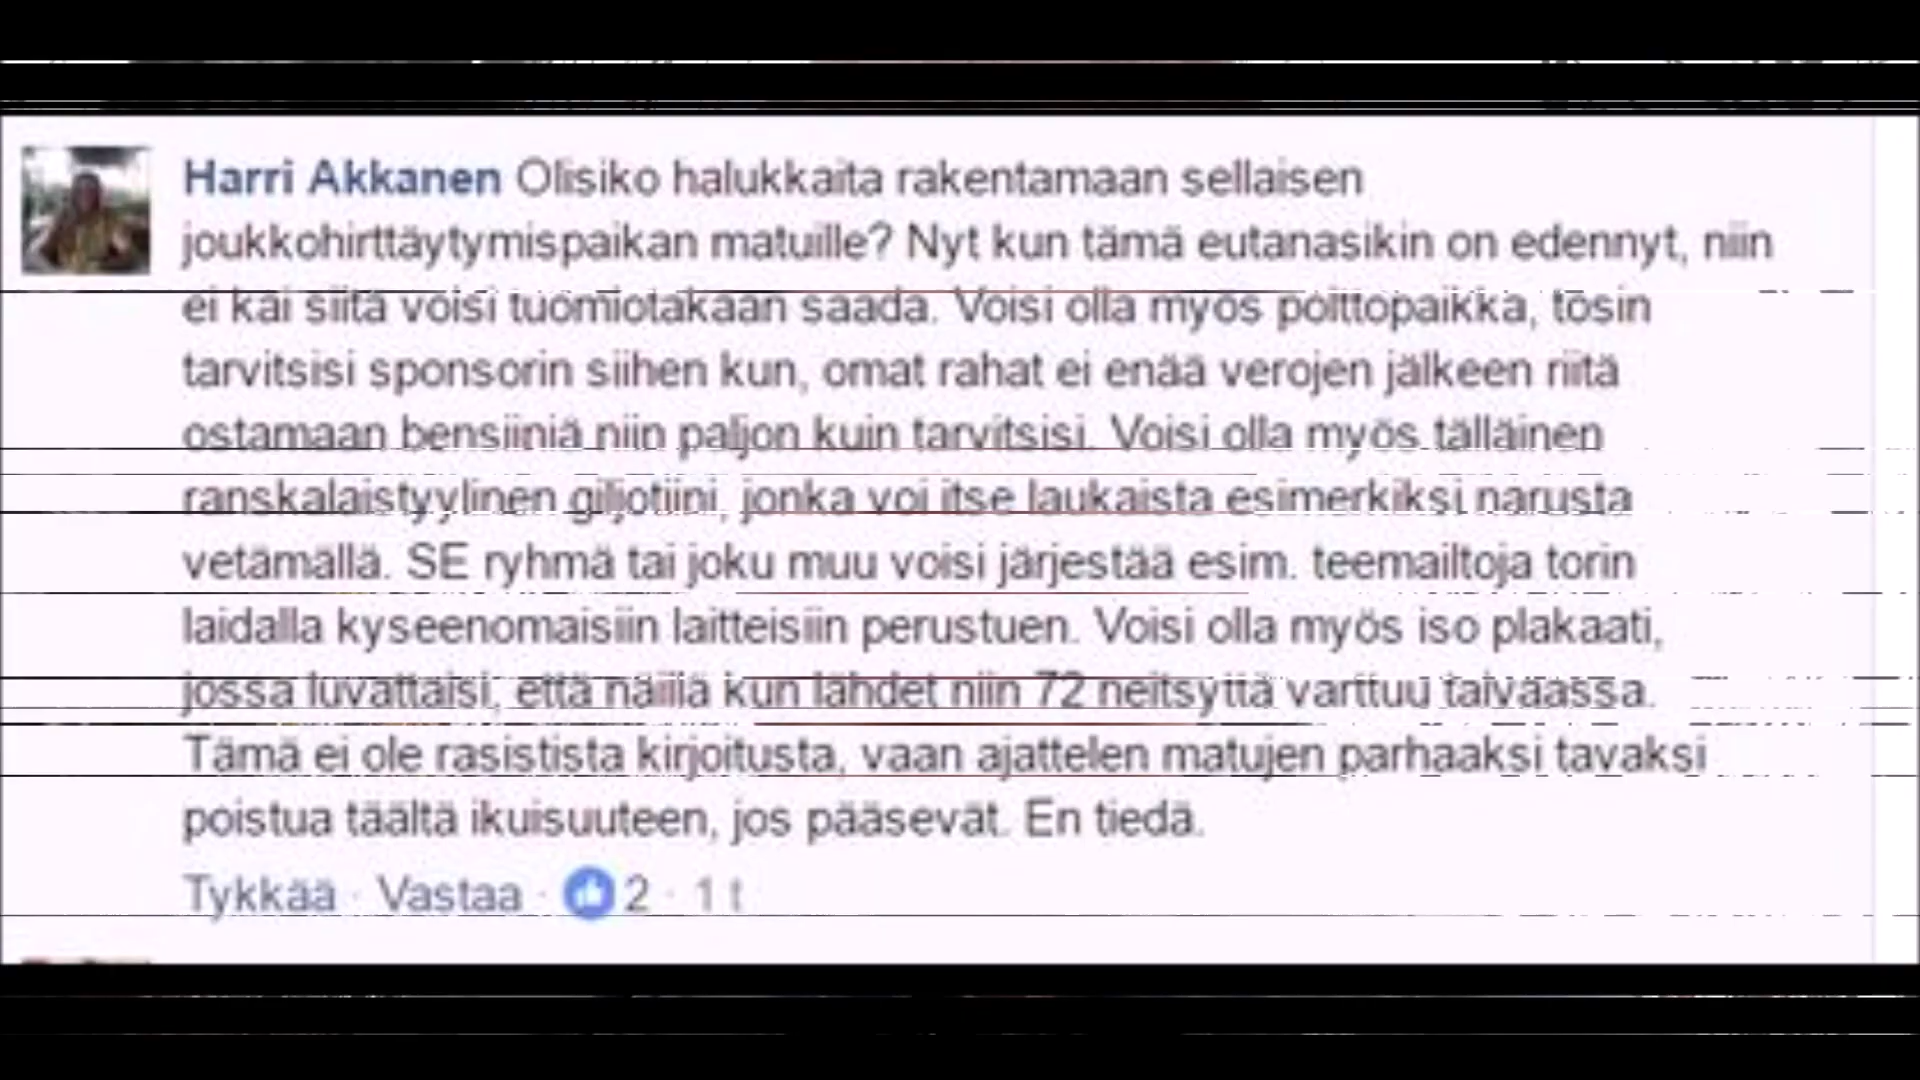 Harri Akkanen Olisiko halukkaita rakentamaan sellaisen
joukkohirttäytymispaikan matuille? Nyt kun tämä eutanasikin on edennyt, niin
ei kai siitä voisi tuomiotakaan saada. Voisi olla myös polttopaikka, tosin
tarvitsisi sponsorin siihen kun, omat rahat ei enää verojen jälkeen riitä
ostamaan bensiiniä niin paljon kuin tarvitsisi. Voisi olla myös tälläinen
ranskalaistyylinen giljotiini, jonka voi itse laukaista esimerkiksi narusta
vetämällä. SE ryhmä tai joku muu voisi järjestää esim. teemailtoja torin
laidalla kyseenomaisiin laitteisiin perustuen. Voisi olla myös iso plakaati,
jossa luvattaisi, että näillä kun lähdet niin 72 neitsyttä varttuu taivaassa.
Tämä ei ole rasistista kirjoitusta, vaan ajattelen matujen parhaaksi tavaksi
poistua täältä ikuisuuteen, jos pääsevät. En tiedä.
Tykkää · Vastaa · 2 · 1 t